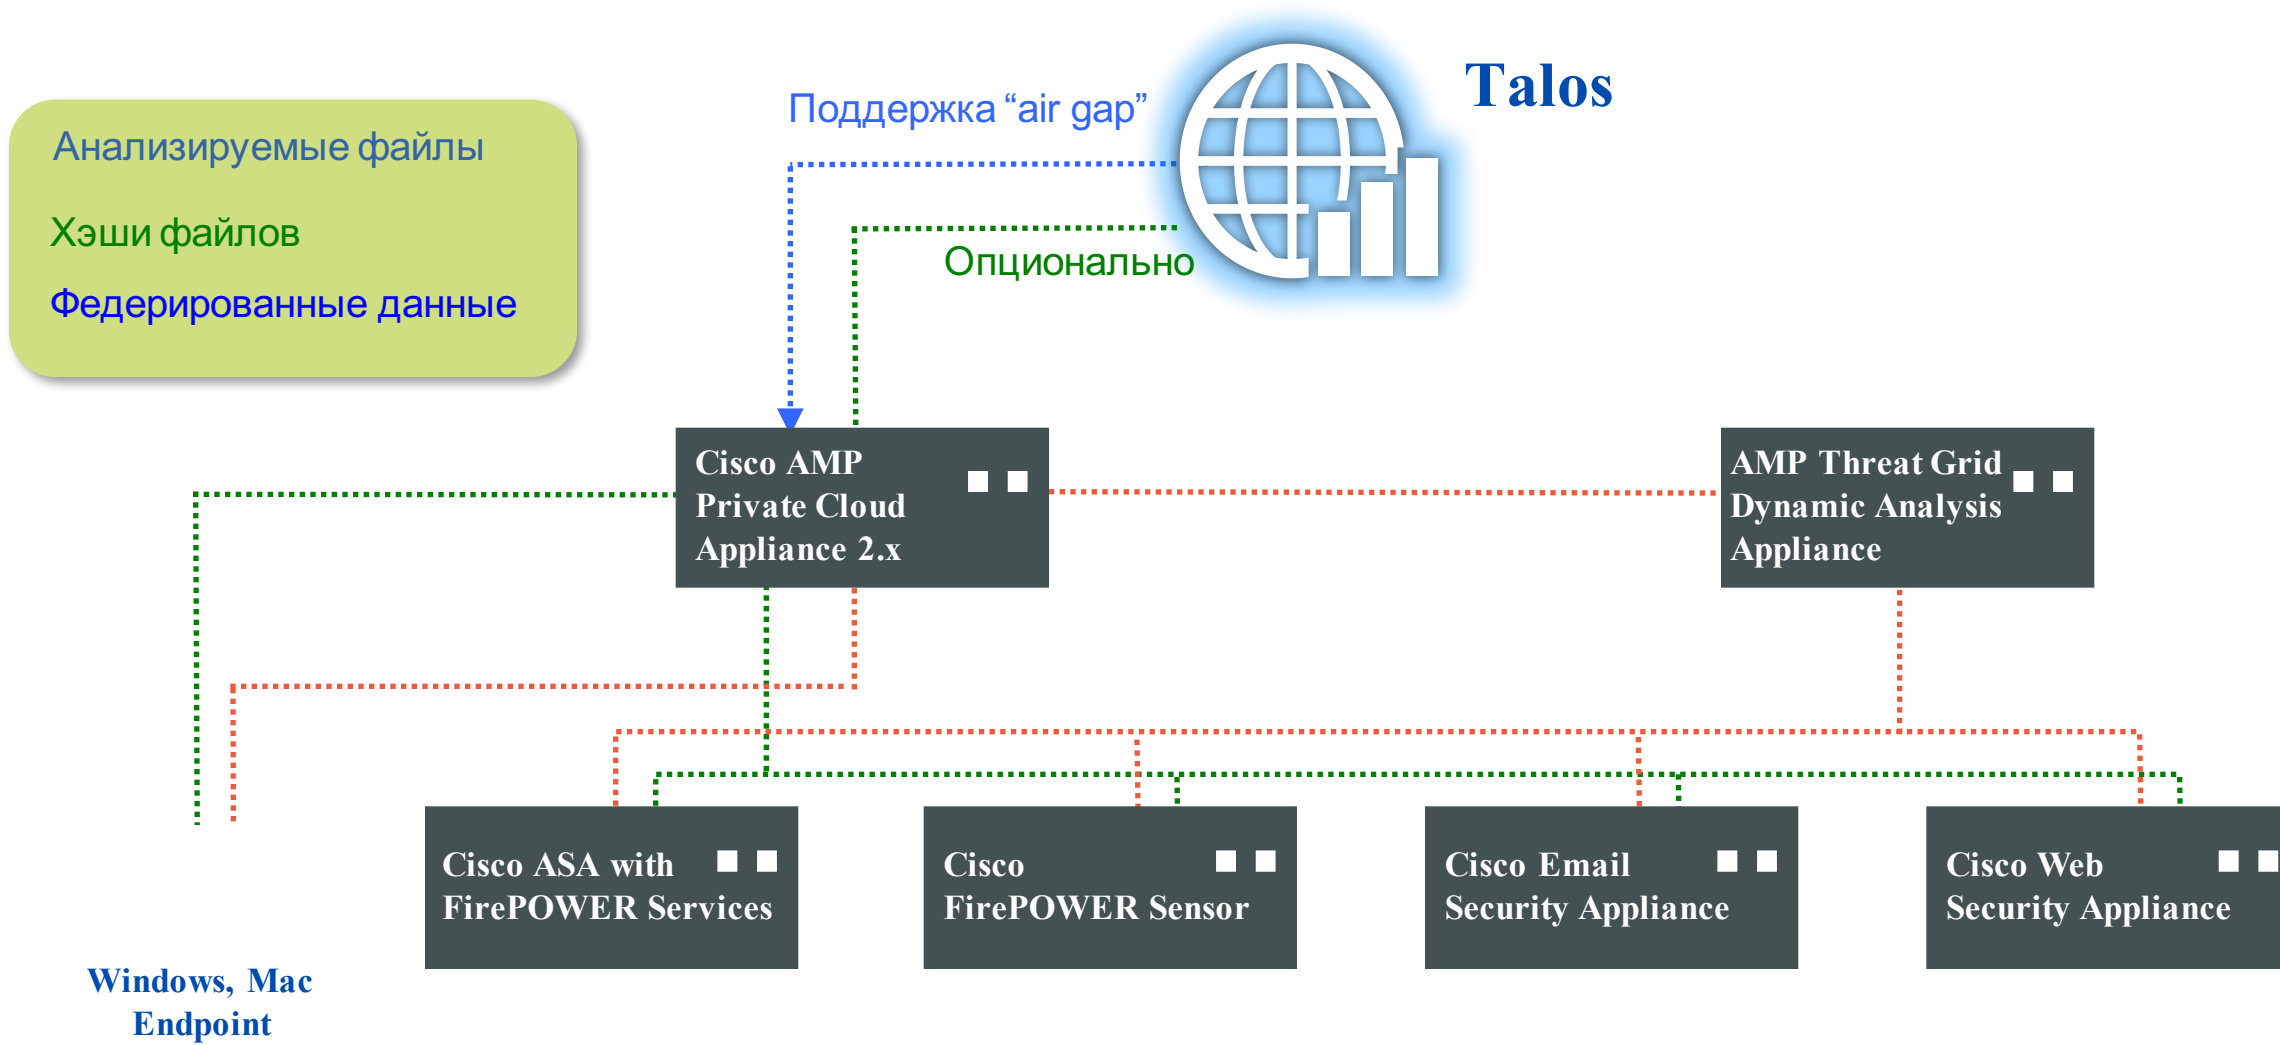 Talos
Поддержка “air gap”
Анализируемые файлы
Хэши файлов
Федерированные данные
Опционально
Cisco AMP
Private Cloud
Appliance 2.x
AMP Threat Grid
Dynamic Analysis
Appliance
Cisco ASA with
FirePOWER Services
Cisco
FirePOWER Sensor
Cisco Email
Security Appliance
Cisco Web
Security Appliance
Windows, Mac
Endpoint